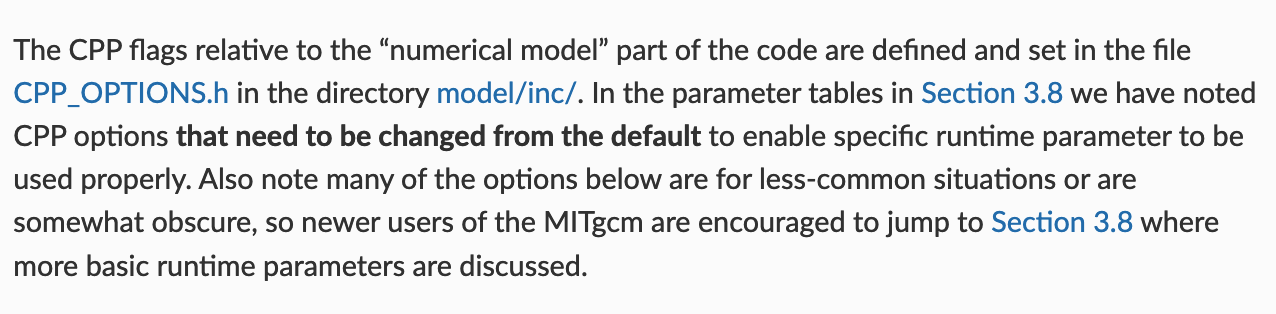 The CPP flags relative to the “numerical model” part of the code are defined and set in the file
CPP_OPTIONS.h in the directory model/inc/. In the parameter tables in Section 3.8 we have noted
CPP options that need to be changed from the default to enable specific runtime parameter to be
used properly. Also note many of the options below are for less-common situations or are
somewhat obscure, so newer users of the MITgcm are encouraged to jump to Section 3.8 where
more basic runtime parameters are discussed.